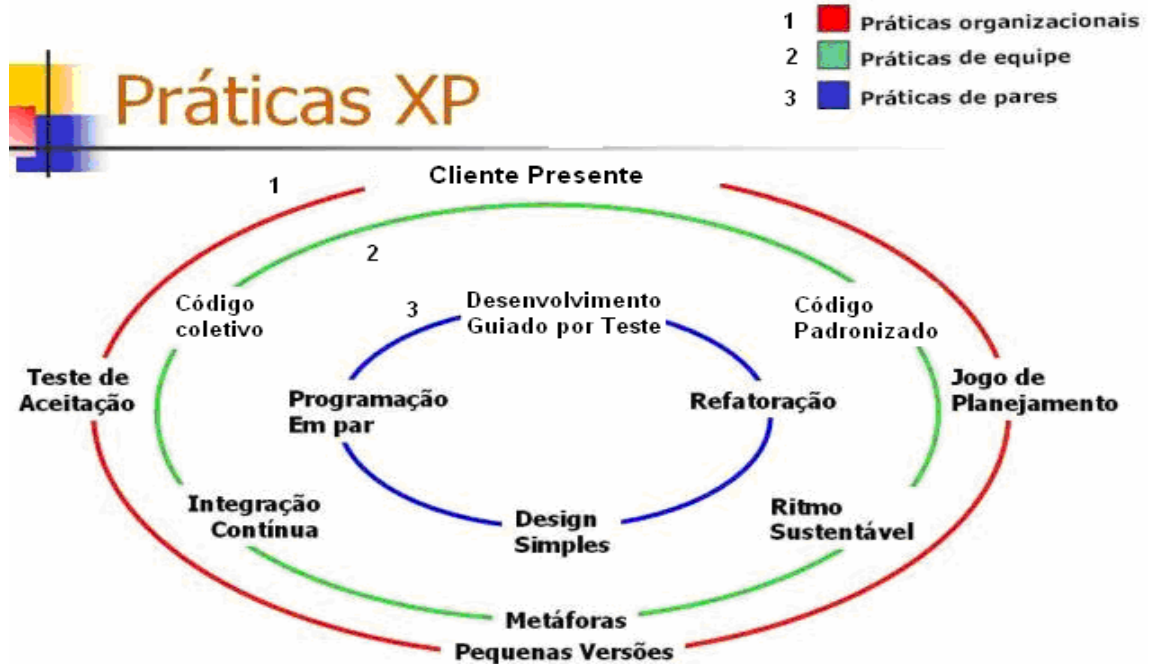 1 Práticas organizacionais
2 Práticas de equipe
3 Práticas de pares
Práticas XP
Cliente Presente
1
2
Código
coletivo
3
Desenvolvimento
Guiado por Teste
Código
Padronizado
Teste de
Aceitação
Programação
Em par
Refatoração
Jogo de
Planejamento
Integração
Contínua
Design
Simples
Ritmo
Sustentável
Metáforas
Pequenas Versões